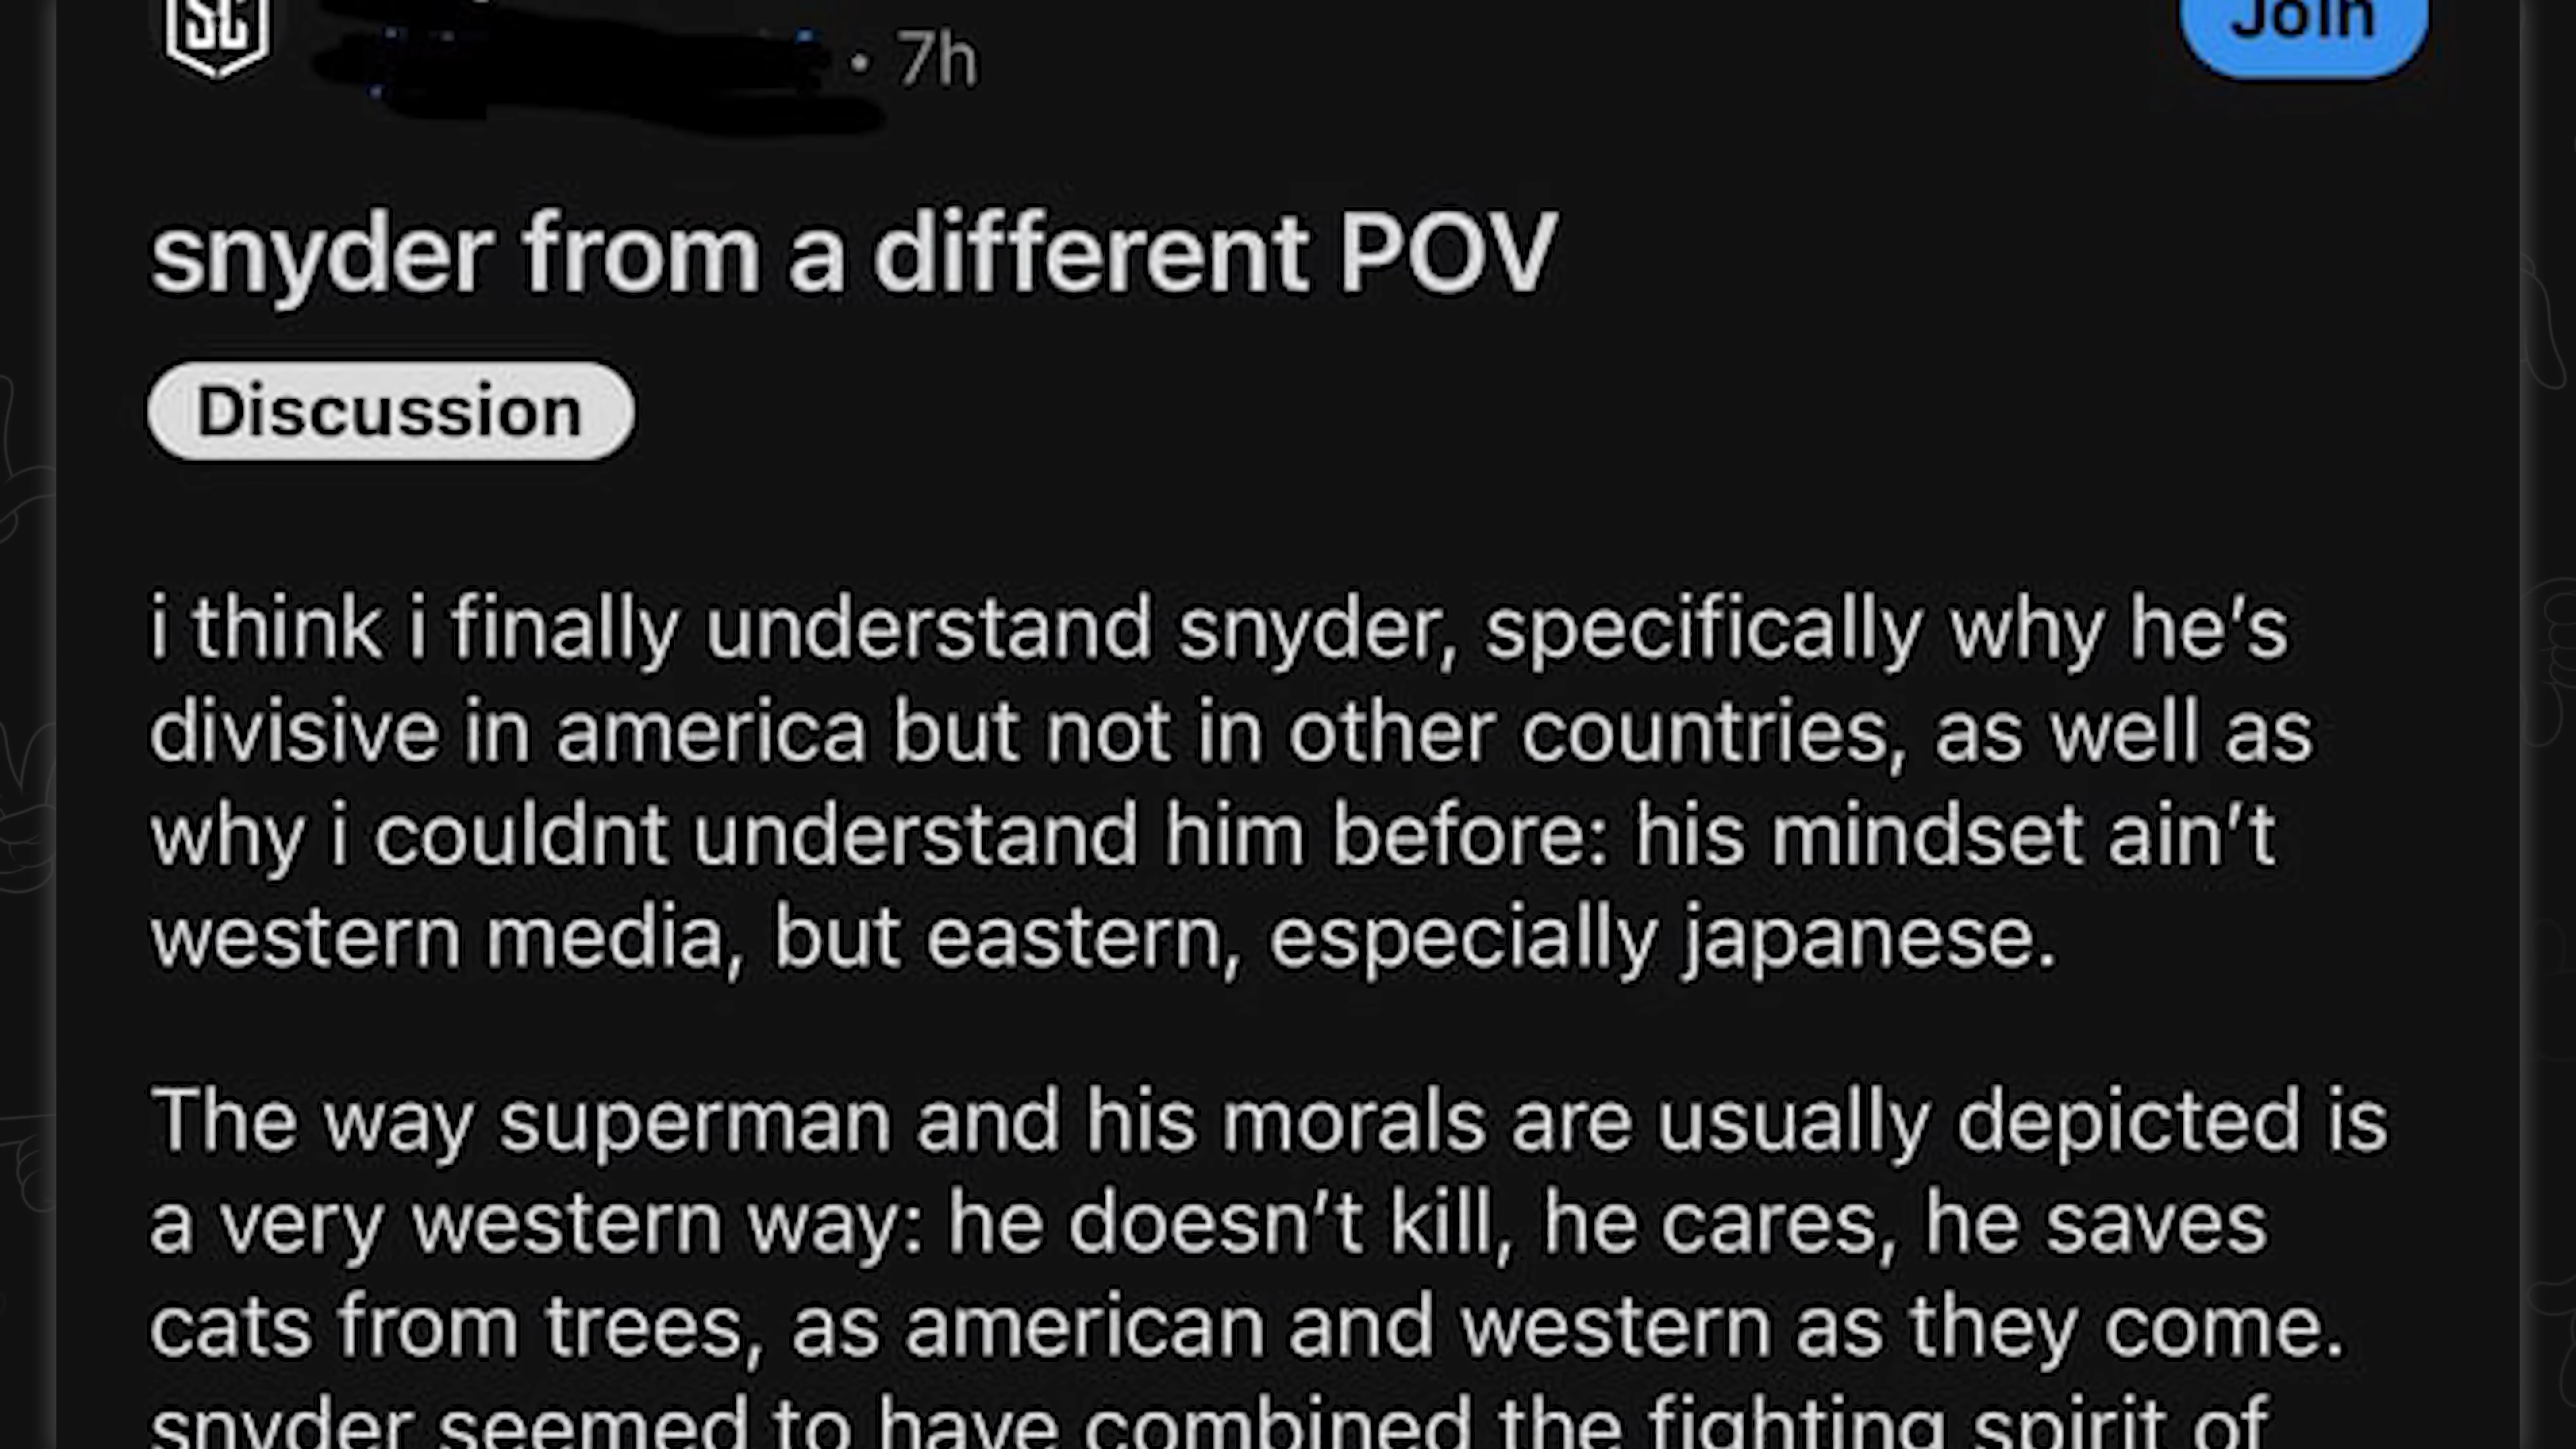 SC
Join
• 7h
snyder from a different POV
Discussion
i think i finally understand snyder, specifically why he’s
divisive in america but not in other countries, as well as
why i couldnt understand him before: his mindset ain’t
western media, but eastern, especially japanese.
The way superman and his morals are usually depicted is
a very western way: he doesn’t kill, he cares, he saves
cats from trees, as american and western as they come.
snyder seemed to have combined the fighting spirit of